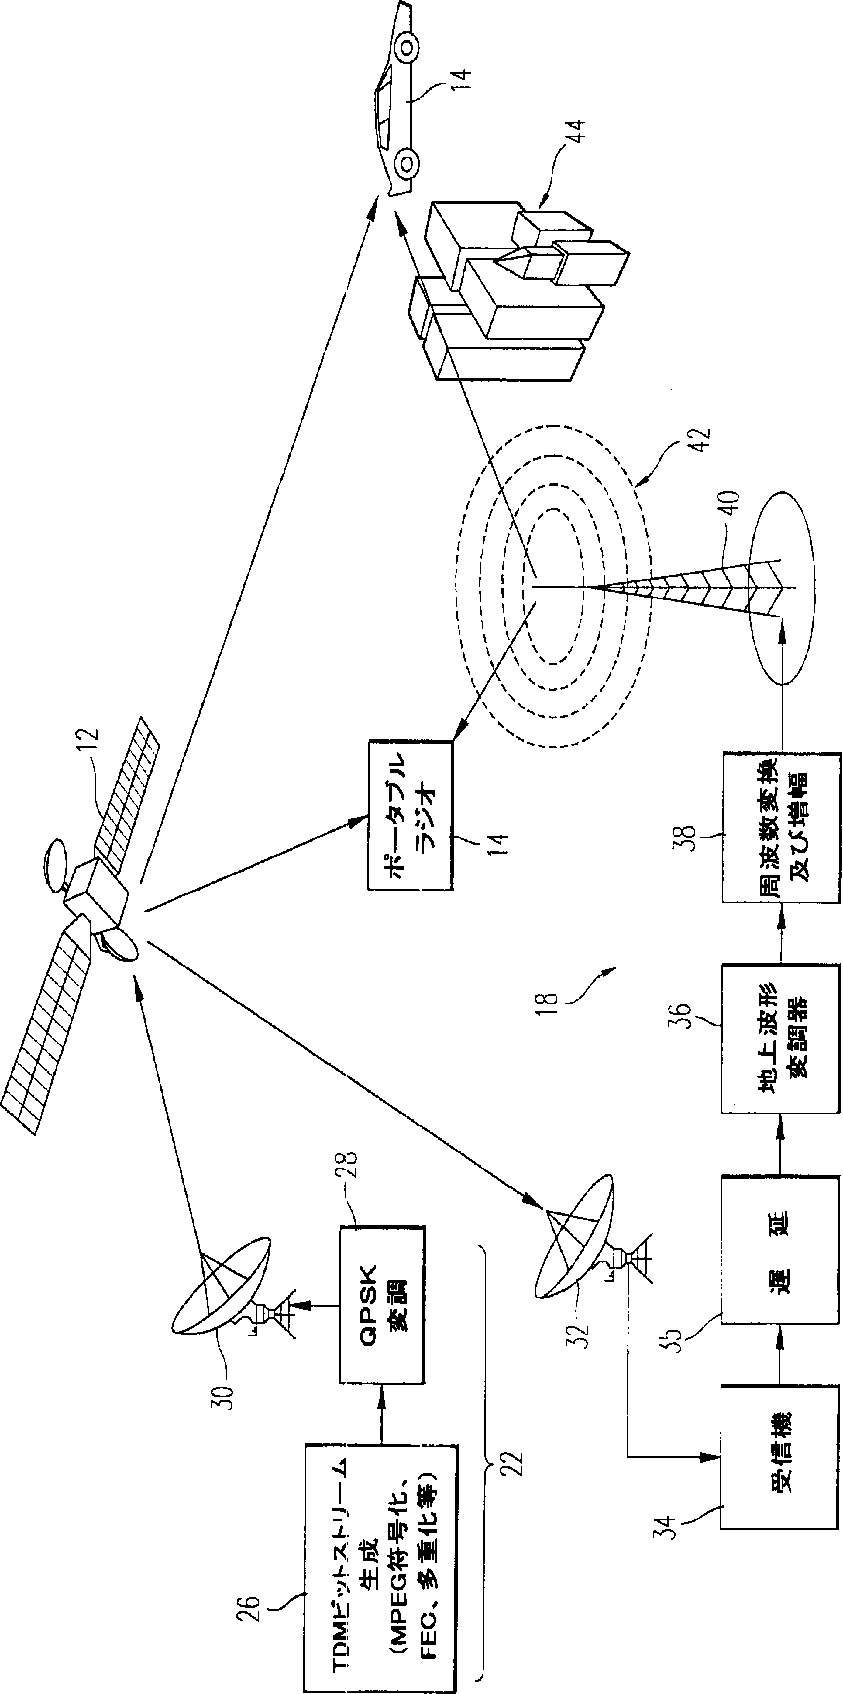 12
14
44
42
40
ポータブル
ラジオ
14
周波数変換
及び増幅
38
18
地上波形
変調器
36
28
QPSK
変調
30
32
遅 延
35
受信機
34
22
TDMビットストリーム
生成
(MPEG符号化、
FEC、多重化等)
26